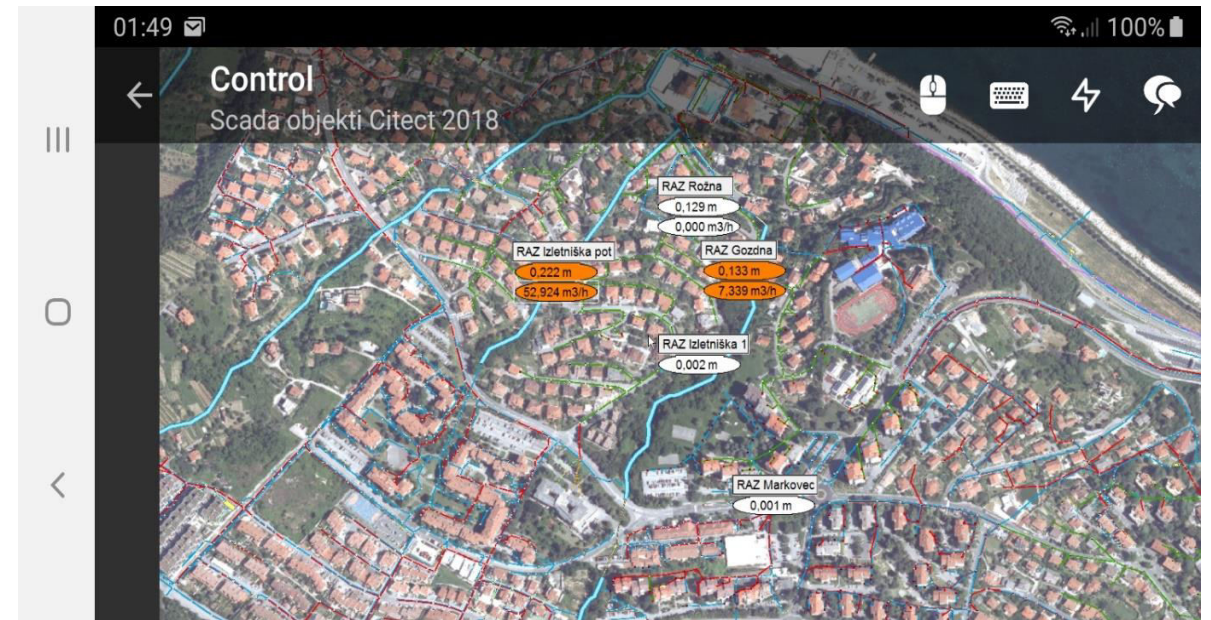 01:49
100%
Control
Scada objekti Citect 2018
RAZ Rožna
0,129 m
0,000 m3/h
RAZ Izletniška pot
0,222 m
52,924 m3/h
RAZ Gozdna
0,133 m
7,339 m3/h
RAZ Izletniška 1
0,002 m
RAZ Markovec
0,001 m